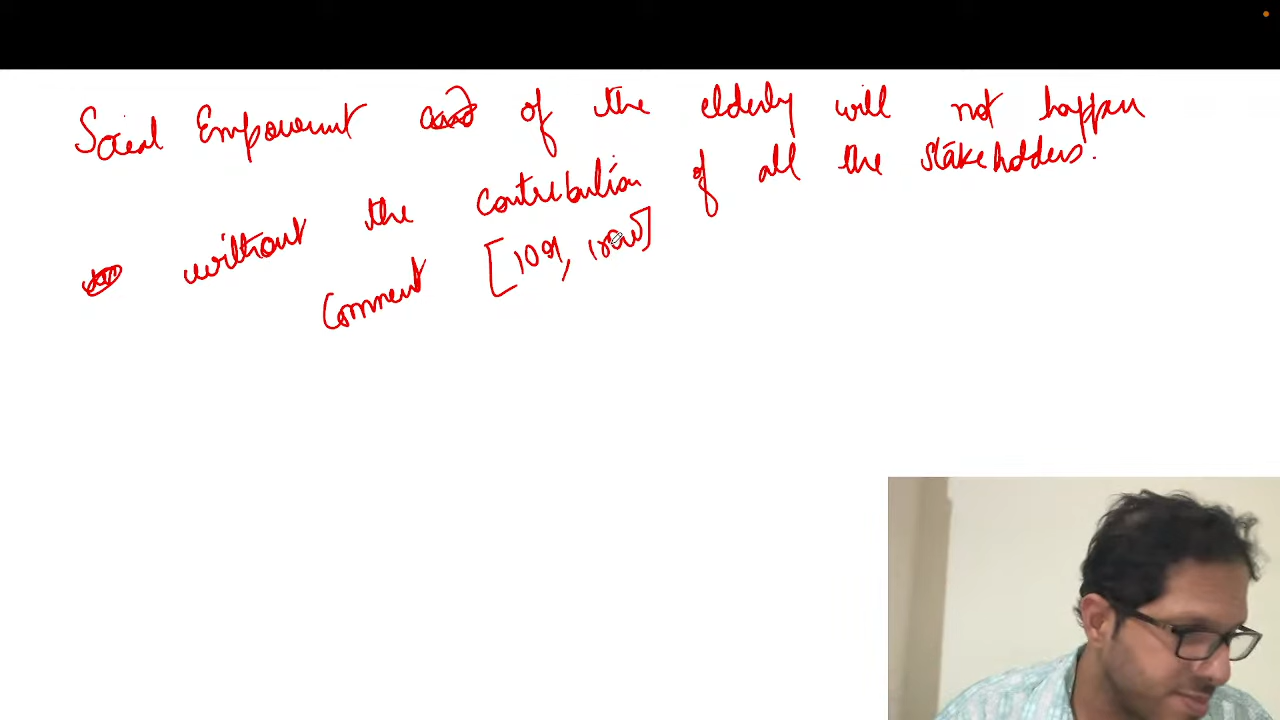 Social Empowerment of the elderly will not happen
without the contribution of all the stakeholders.
Comment [10M, 150W]